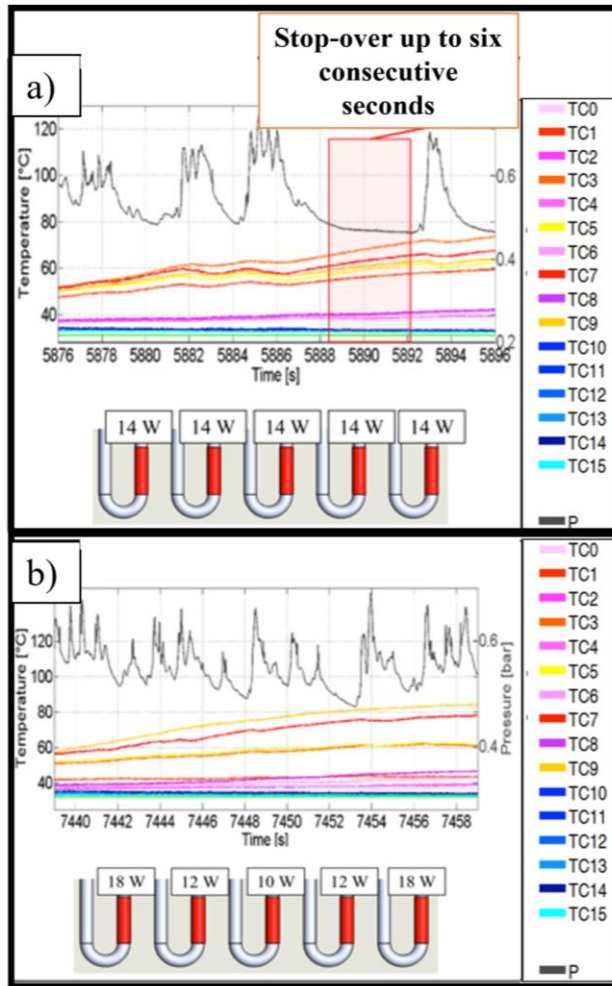 Stop-over up to six
consecutive
seconds
a)
Temperature [°C]
120
100
80
60
40
0.6
0.4
0.2
5876 5878 5880 5882 5884 5886 5888 5890 5892 5894 5896
Time [s]
TC0
TC1
TC2
TC3
TC4
TC5
TC6
TC7
TC8
TC9
TC10
TC11
TC12
TC13
TC14
TC15
P
14 W 14 W 14 W 14 W 14 W
b)
Temperature [°C]
120
100
80
60
40
0.6
0.4
Pressure [bar]
7440 7442 7444 7446 7448 7450 7452 7454 7456 7458
Time [s]
TC0
TC1
TC2
TC3
TC4
TC5
TC6
TC7
TC8
TC9
TC10
TC11
TC12
TC13
TC14
TC15
P
18 W 12 W 10 W 12 W 18 W